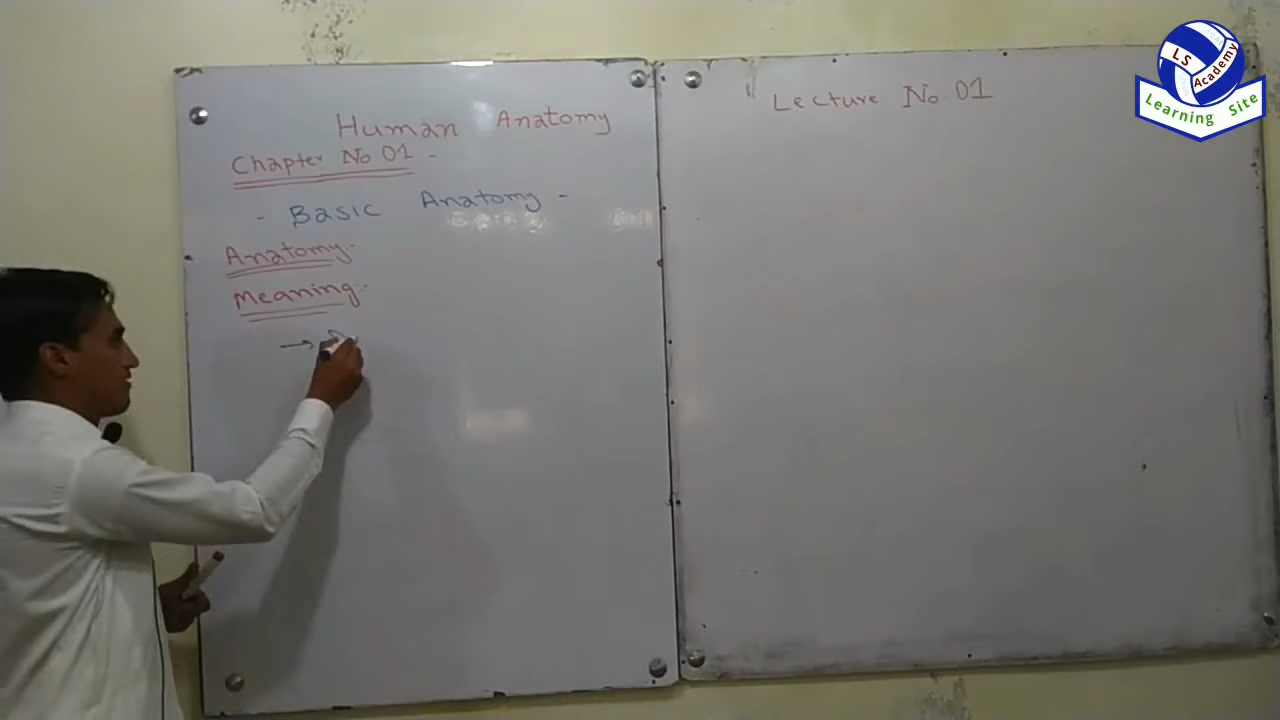 Human Anatomy
Chapter No 01 -
- Basic Anatomy -
Anatomy-
Meaning-
→
Lecture No 01
LS Academy
Learning Site